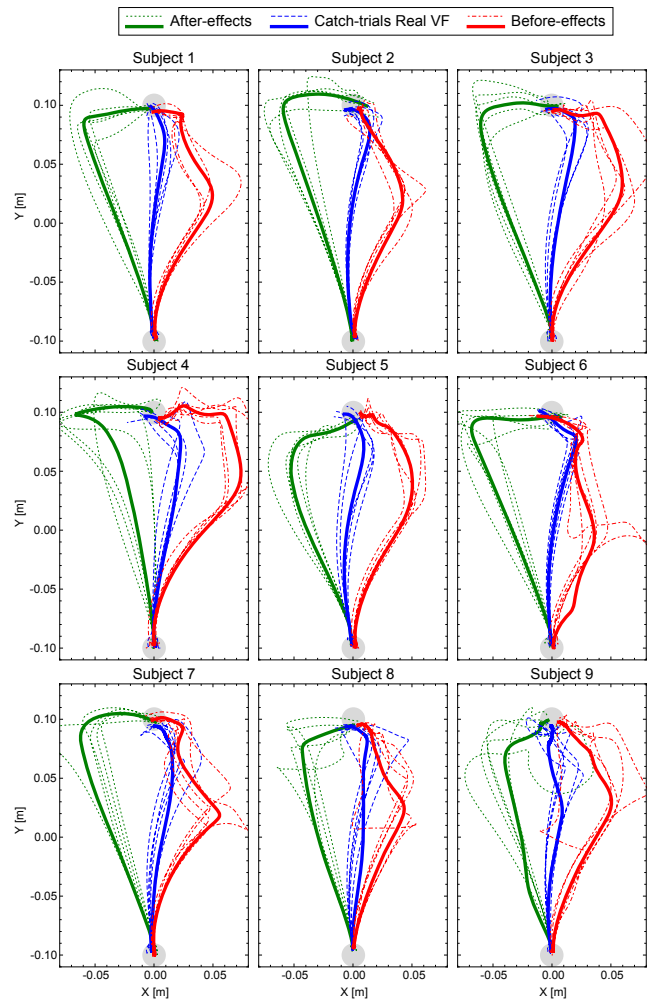 After-effects Catch-trials Real VF Before-effects
Subject 1 Subject 2 Subject 3
0.10
0.05
0.00
-0.05
-0.10
Y [m]
Subject 4 Subject 5 Subject 6
0.10
0.05
0.00
-0.05
-0.10
Y [m]
Subject 7 Subject 8 Subject 9
0.10
0.05
0.00
-0.05
-0.10
Y [m]
-0.05 0.00 0.05 -0.05 0.00 0.05 -0.05 0.00 0.05
X [m] X [m] X [m]